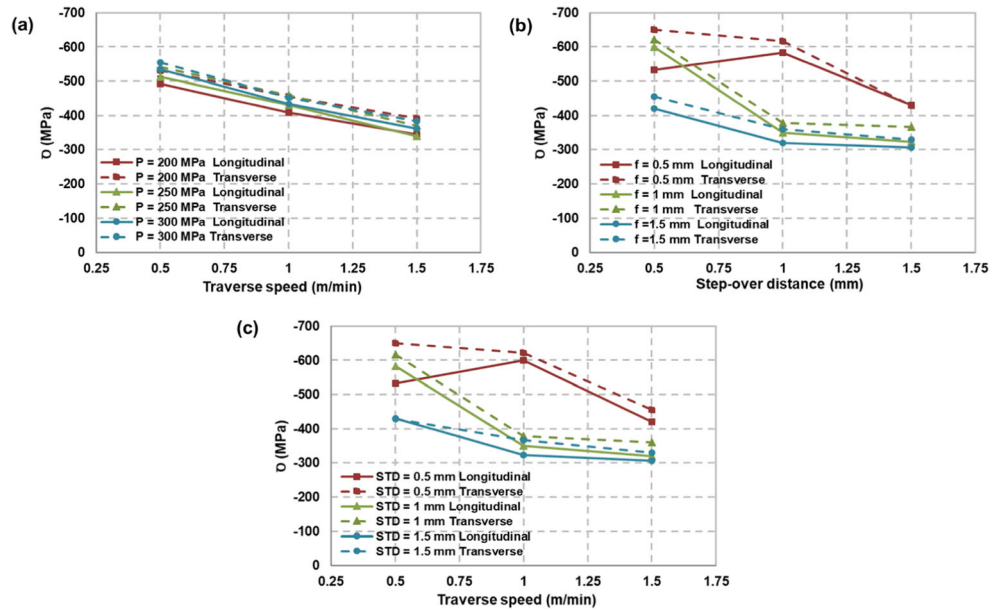 (a)
-700
-600
-500
-400
-300
-200
-100
0
σ (MPa)
P = 200 MPa Longitudinal
P = 200 MPa Transverse
P = 250 MPa Longitudinal
P = 250 MPa Transverse
P = 300 MPa Longitudinal
P = 300 MPa Transverse
0.25 0.5 0.75 1 1.25 1.5 1.75
Traverse speed (m/min)
(b)
-700
-600
-500
-400
-300
-200
-100
0
σ (MPa)
f = 0.5 mm Longitudinal
f = 0.5 mm Transverse
f = 1 mm Longitudinal
f = 1 mm Transverse
f =1.5 mm Longitudinal
f =1.5 mm Transverse
0.25 0.5 0.75 1 1.25 1.5 1.75
Step-over distance (mm)
(c)
-700
-600
-500
-400
-300
-200
-100
0
σ (MPa)
STD = 0.5 mm Longitudinal
STD = 0.5 mm Transverse
STD = 1 mm Longitudinal
STD = 1 mm Transverse
STD = 1.5 mm Longitudinal
STD = 1.5 mm Transverse
0.25 0.5 0.75 1 1.25 1.5 1.75
Traverse speed (m/min)